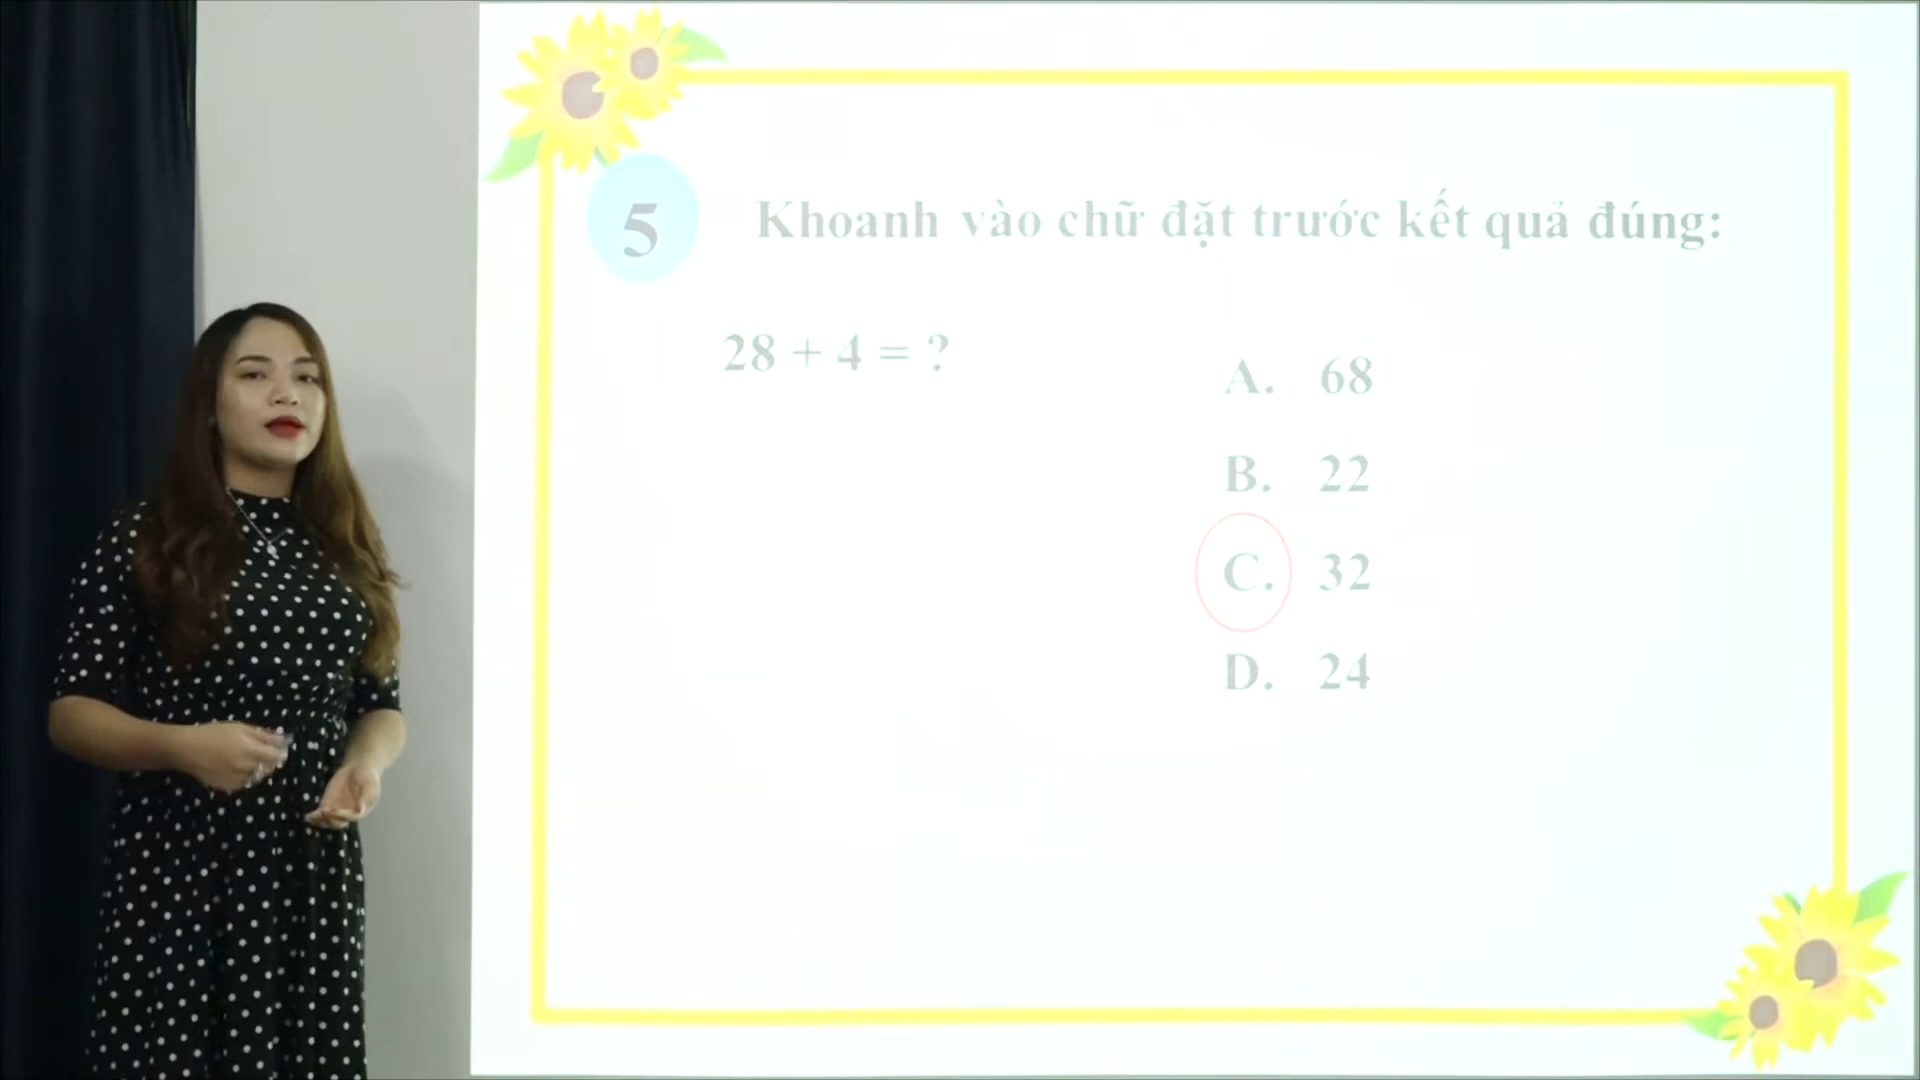 5 Khoanh vào chữ đặt trước kết quả đúng:
28 + 4 = ?
A. 68
B. 22
C. 32
D. 24